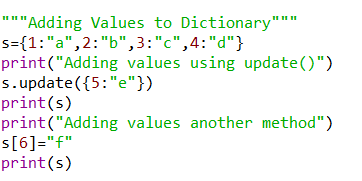 """Adding Values to Dictionary"""
s={1:"a",2:"b",3:"c",4:"d"}
print("Adding values using update()")
s.update({5:"e"})
print(s)
print("Adding values another method")
s[6]="f"
print(s)